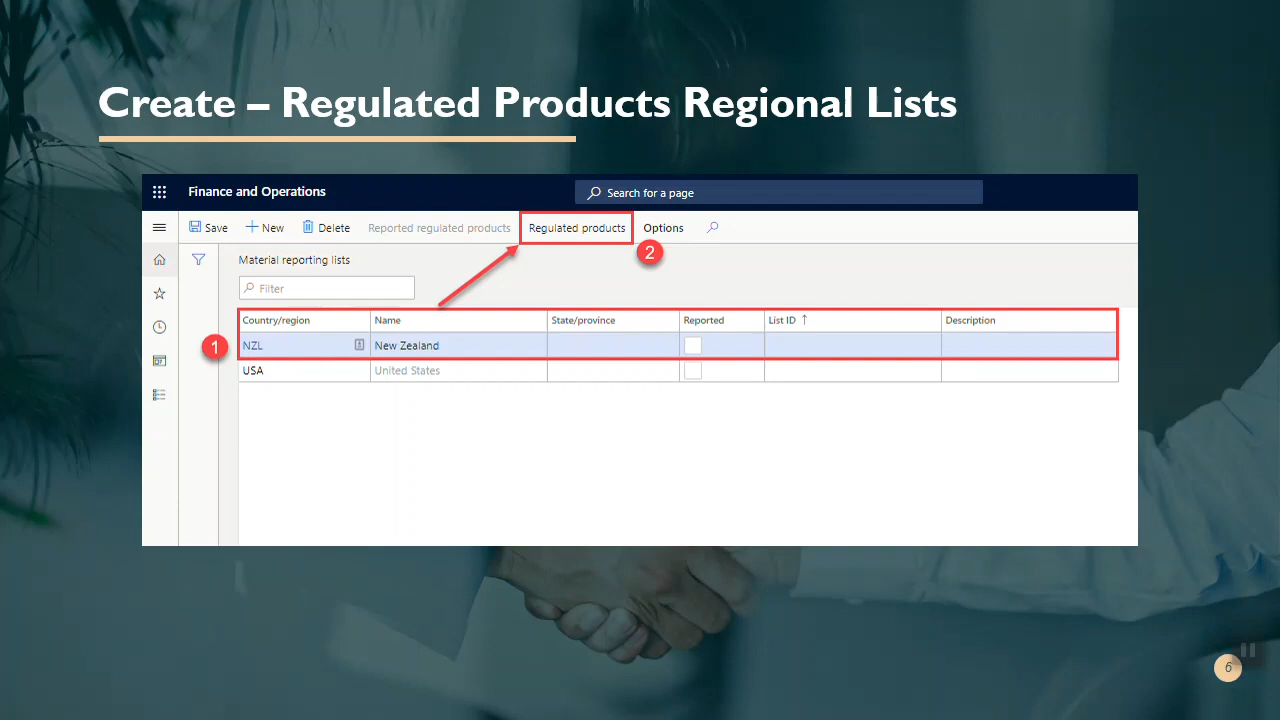 Create – Regulated Products Regional Lists
Finance and Operations
Search for a page
Save New Delete Reported regulated products Regulated products Options
2
Material reporting lists
Filter
Country/region Name State/province Reported List ID ↑ Description
1
NZL New Zealand
USA United States
6